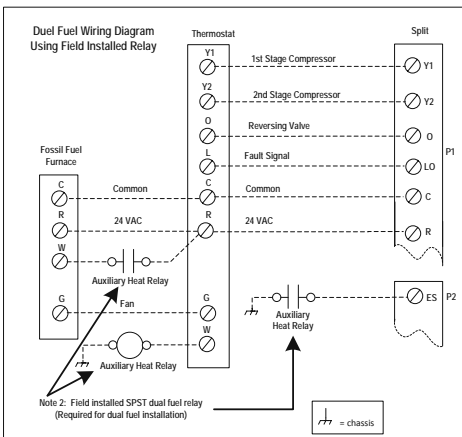 Duel Fuel Wiring Diagram
Using Field Installed Relay
Thermostat
Split
Y1
1st Stage Compressor
Y1
Y2
2nd Stage Compressor
Y2
O
Reversing Valve
O
P1
L
Fault Signal
LO
Fossil Fuel
Furnace
C
Common
C
Common
C
R
24 VAC
R
24 VAC
R
W
Auxiliary Heat Relay
ES
P2
G
Fan
G
Auxiliary
Heat Relay
W
Auxiliary Heat Relay
Note 2: Field installed SPST dual fuel relay
(Required for dual fuel installation)
= chassis